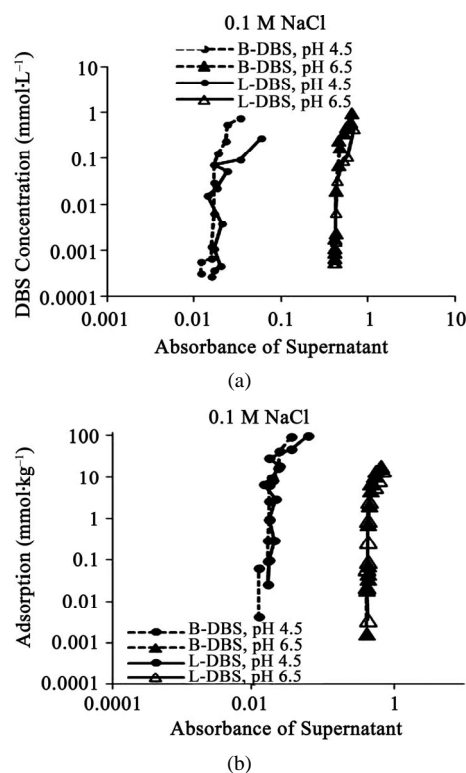 0.1 M NaCl
B-DBS, pH 4.5
B-DBS, pH 6.5
L-DBS, pH 4.5
L-DBS, pH 6.5
DBS Concentration (mmol·L⁻¹)
10
1
0.1
0.01
0.001
0.0001
0.001 0.01 0.1 1 10
Absorbance of Supernatant
(a)
0.1 M NaCl
Adsorption (mmol·kg⁻¹)
100
10
1
0.1
0.01
0.001
0.0001
B-DBS, pH 4.5
B-DBS, pH 6.5
L-DBS, pH 4.5
L-DBS, pH 6.5
0.0001 0.01 1
Absorbance of Supernatant
(b)